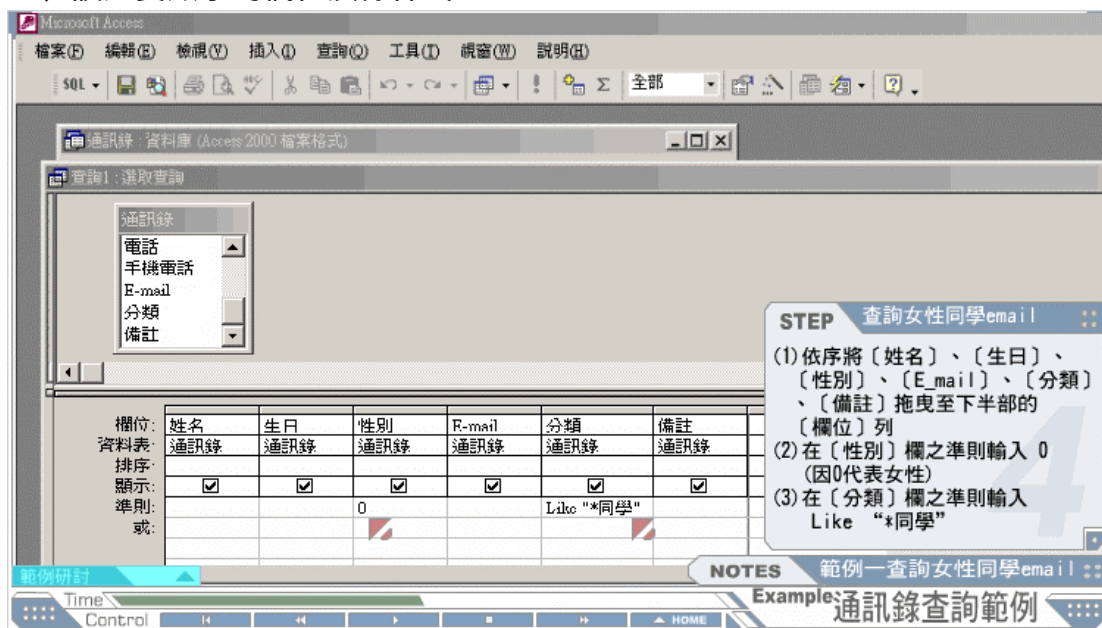 Microsoft Access
檔案(F) 編輯(E) 檢視(V) 插入(I) 查詢(Q) 工具(T) 視窗(W) 說明(H)
SQL Σ 全部
通訊錄 : 資料庫 (Access 2000 檔案格式)
查詢1 : 選取查詢
通訊錄
電話
手機電話
E-mail
分類
備註
欄位: 姓名 生日 性別 E-mail 分類 備註
資料表: 通訊錄 通訊錄 通訊錄 通訊錄 通訊錄 通訊錄
排序:
顯示:
準則: 0 Like "*同學"
或:
STEP 查詢女性同學email
4
(1)依序將〔姓名〕、〔生日〕、
〔性別〕、〔E_mail〕、〔分類〕
、〔備註〕拖曳至下半部的
〔欄位〕列
(2)在〔性別〕欄之準則輸入 0
(因0代表女性)
(3)在〔分類〕欄之準則輸入
Like “*同學”
範例研討
NOTES 範例一查詢女性同學email
Time
Control
HOME
Example: 通訊錄查詢範例